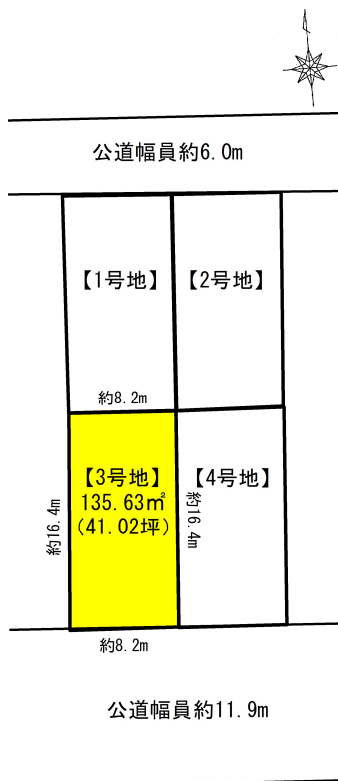 公道幅員約6.0m
【1号地】
【2号地】
約8.2m
【3号地】
135.63㎡
(41.02坪)
【4号地】
約16.4m
約16.4m
約8.2m
公道幅員約11.9m